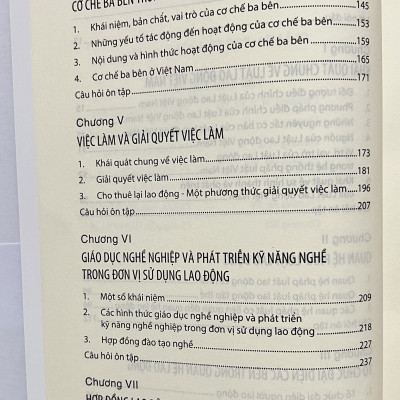 CƠ CHẾ BA BÊN
1. Khái niệm, bản chất, vai trò của cơ chế ba bên 145
2. Những yếu tố tác động đến hoạt động của cơ chế ba bên 153
3. Nội dung và hình thức hoạt động của cơ chế ba bên 159
4. Cơ chế ba bên ở Việt Nam 165
Câu hỏi ôn tập 171
Chương V
VIỆC LÀM VÀ GIẢI QUYẾT VIỆC LÀM
1. Khái quát chung về việc làm 173
2. Giải quyết việc làm 181
3. Cho thuê lại lao động - Một phương thức giải quyết việc làm 196
Câu hỏi ôn tập 207
Chương VI
GIÁO DỤC NGHỀ NGHIỆP VÀ PHÁT TRIỂN KỸ NĂNG NGHỀ
TRONG ĐƠN VỊ SỬ DỤNG LAO ĐỘNG
1. Một số khái niệm 209
2. Các hình thức giáo dục nghề nghiệp và phát triển
kỹ năng nghề nghiệp trong đơn vị sử dụng lao động 218
3. Hợp đồng đào tạo nghề 227
Câu hỏi ôn tập 237
Chương VII
HỢP ĐỒNG LAO